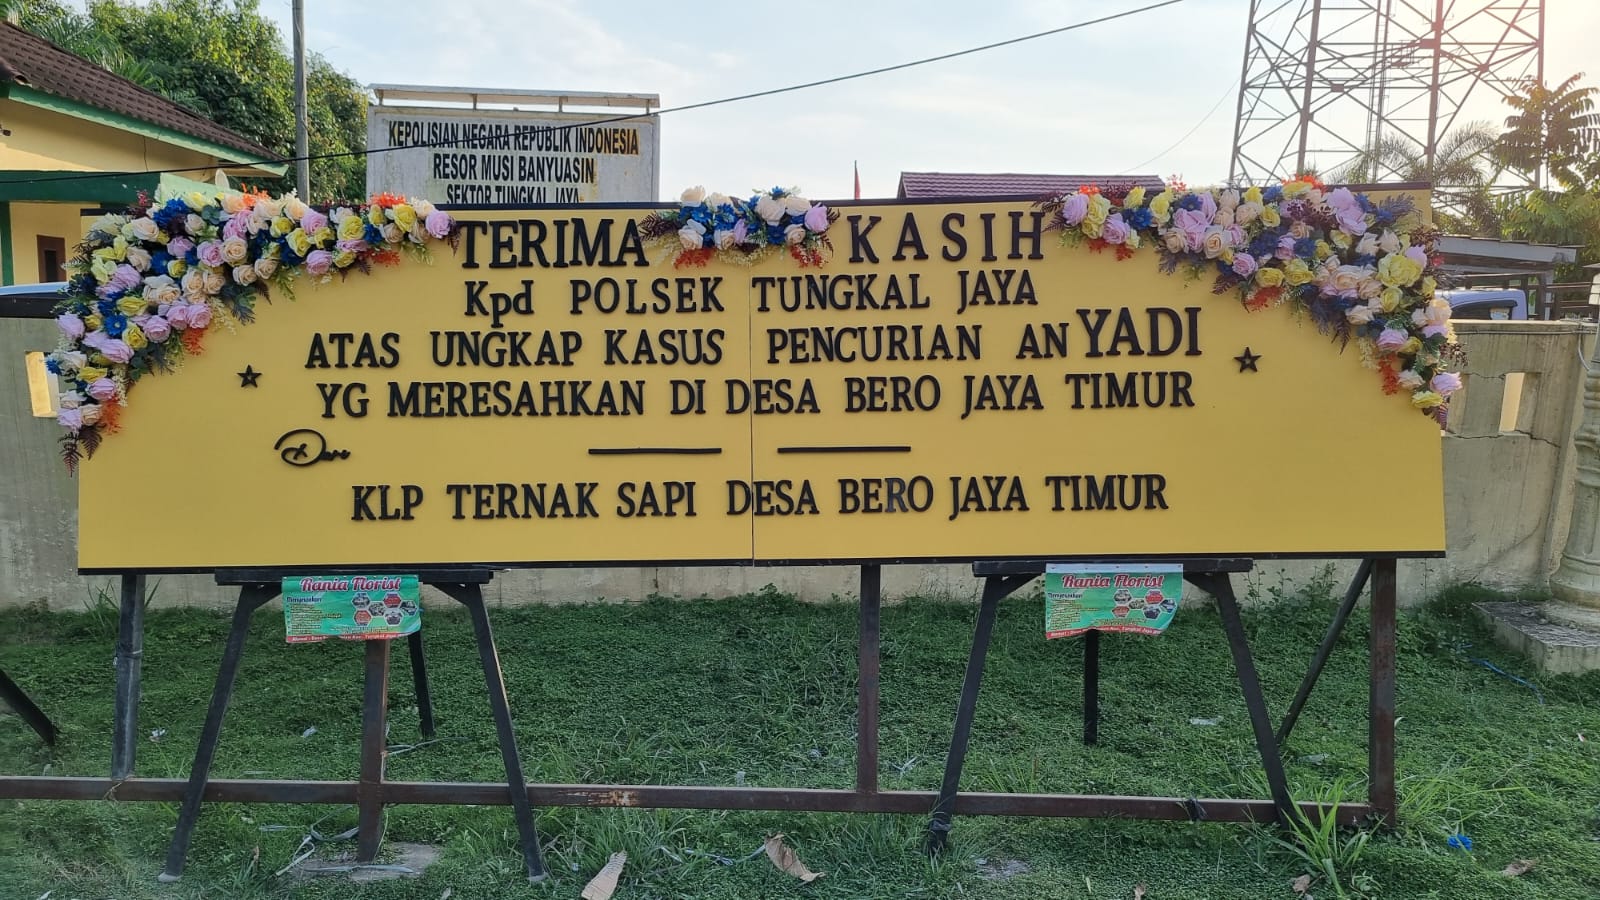 KEPOLISIAN NEGARA REPUBLIK INDONESIA
RESOR MUSI BANYUASIN
SEKTOR TUNGKAL JAYA
TERIMA KASIH
Kpd POLSEK TUNGKAL JAYA
ATAS UNGKAP KASUS PENCURIAN AN YADI
YG MERESAHKAN DI DESA BERO JAYA TIMUR
Dari
KLP TERNAK SAPI DESA BERO JAYA TIMUR
Rania Florist
Rania Florist